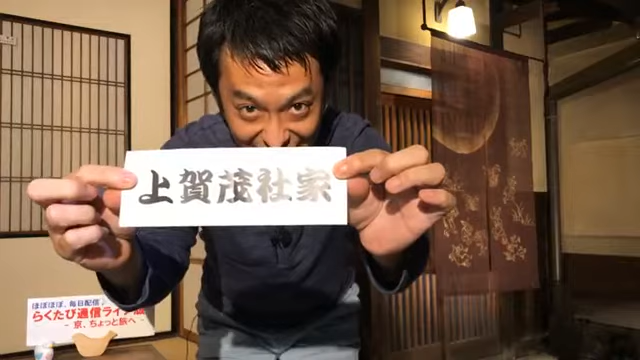 上賀茂社家
ほぼほぼ、毎日配信♪
らくたび通信ライブ
- 京、ちょっと旅へ -